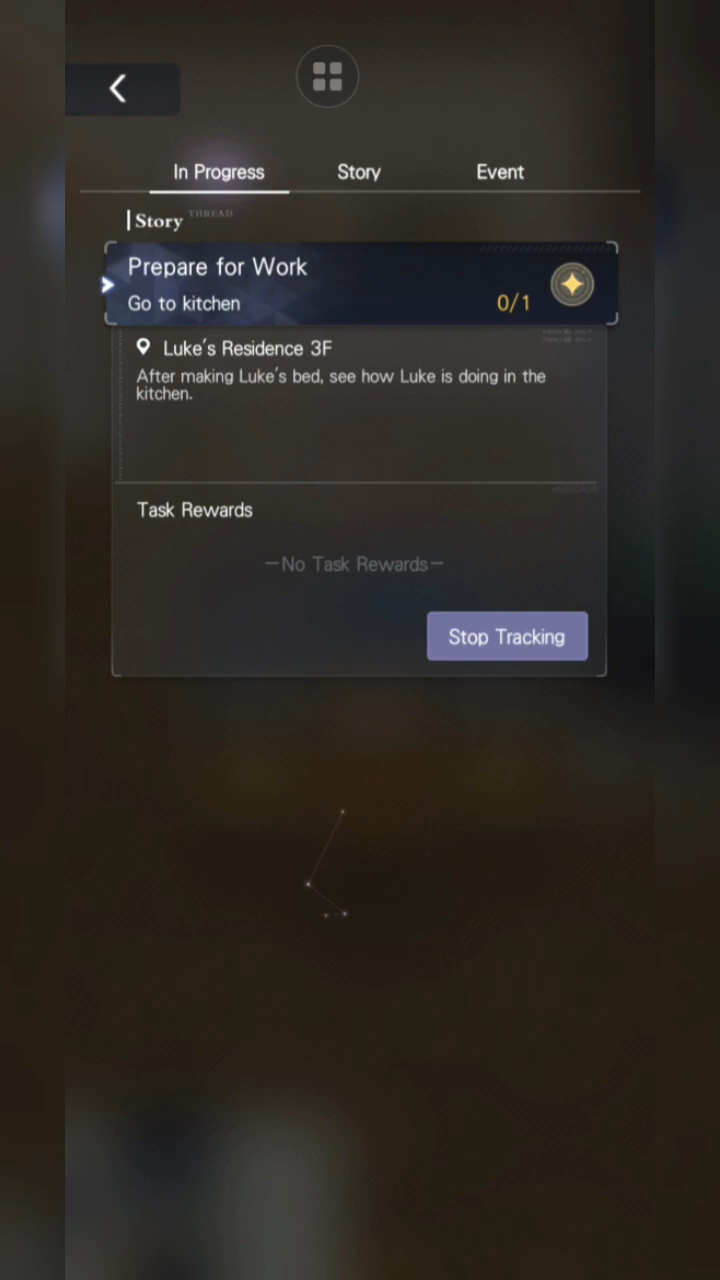 In Progress
Story
Event
Story THREAD
Prepare for Work
Go to kitchen
0/1
Luke's Residence 3F
After making Luke's bed, see how Luke is doing in the
kitchen.
Task Rewards
—No Task Rewards—
Stop Tracking